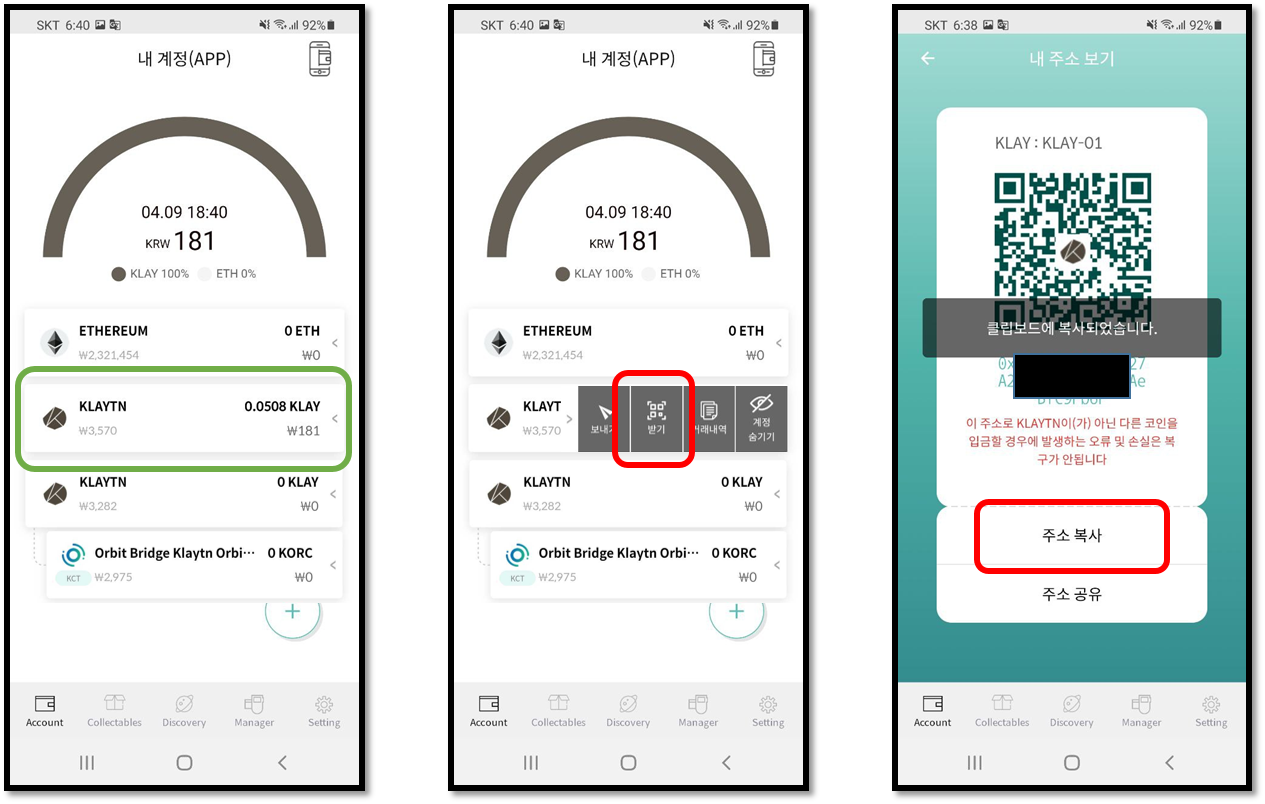 SKT 6:40 92%
내 계정(APP)
04.09 18:40
KRW 181
KLAY 100% ETH 0%
ETHEREUM 0 ETH
₩2,321,454 ₩0
KLAYTN 0.0508 KLAY
₩3,570 ₩181
KLAYTN 0 KLAY
₩3,282 ₩0
Orbit Bridge Klaytn Orbi··· 0 KORC
KCT ₩2,975 ₩0
Account Collectables Discovery Manager Setting
SKT 6:40 92%
내 계정(APP)
04.09 18:40
KRW 181
KLAY 100% ETH 0%
ETHEREUM 0 ETH
₩2,321,454 ₩0
KLAYT
₩3,570
받기
계정
숨기기
KLAYTN 0 KLAY
₩3,282 ₩0
Orbit Bridge Klaytn Orbi··· 0 KORC
KCT ₩2,975 ₩0
Account Collectables Discovery Manager Setting
SKT 6:38 92%
내 주소 보기
KLAY : KLAY-01
클립보드에 복사되었습니다.
0x 27
A2 Ae
이 주소로 KLAYTN이(가) 아닌 다른 코인을
입금할 경우에 발생하는 오류 및 손실은 복
구가 안됩니다
주소 복사
주소 공유
Account Collectables Discovery Manager Setting